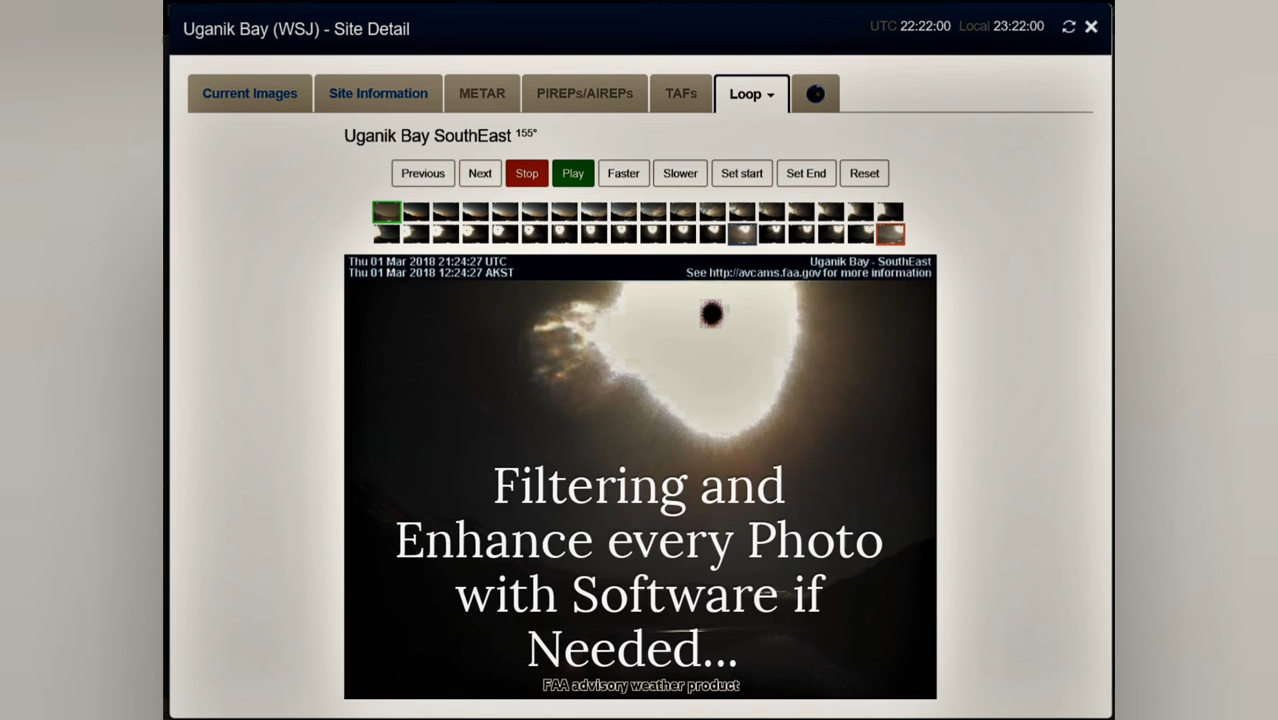 Uganik Bay (WSJ) - Site Detail
UTC 22:22:00 Local 23:22:00
Current Images
Site Information
METAR
PIREPs/AIREPs
TAFs
Loop
Uganik Bay SouthEast 155°
Previous
Next
Stop
Play
Faster
Slower
Set start
Set End
Reset
Thu 01 Mar 2018 21:24:27 UTC
Uganik Bay - SouthEast
Thu 01 Mar 2018 12:24:27 AKST
See http://avcams.faa.gov for more information
Filtering and
Enhance every Photo
with Software if
Needed...
FAA advisory weather product